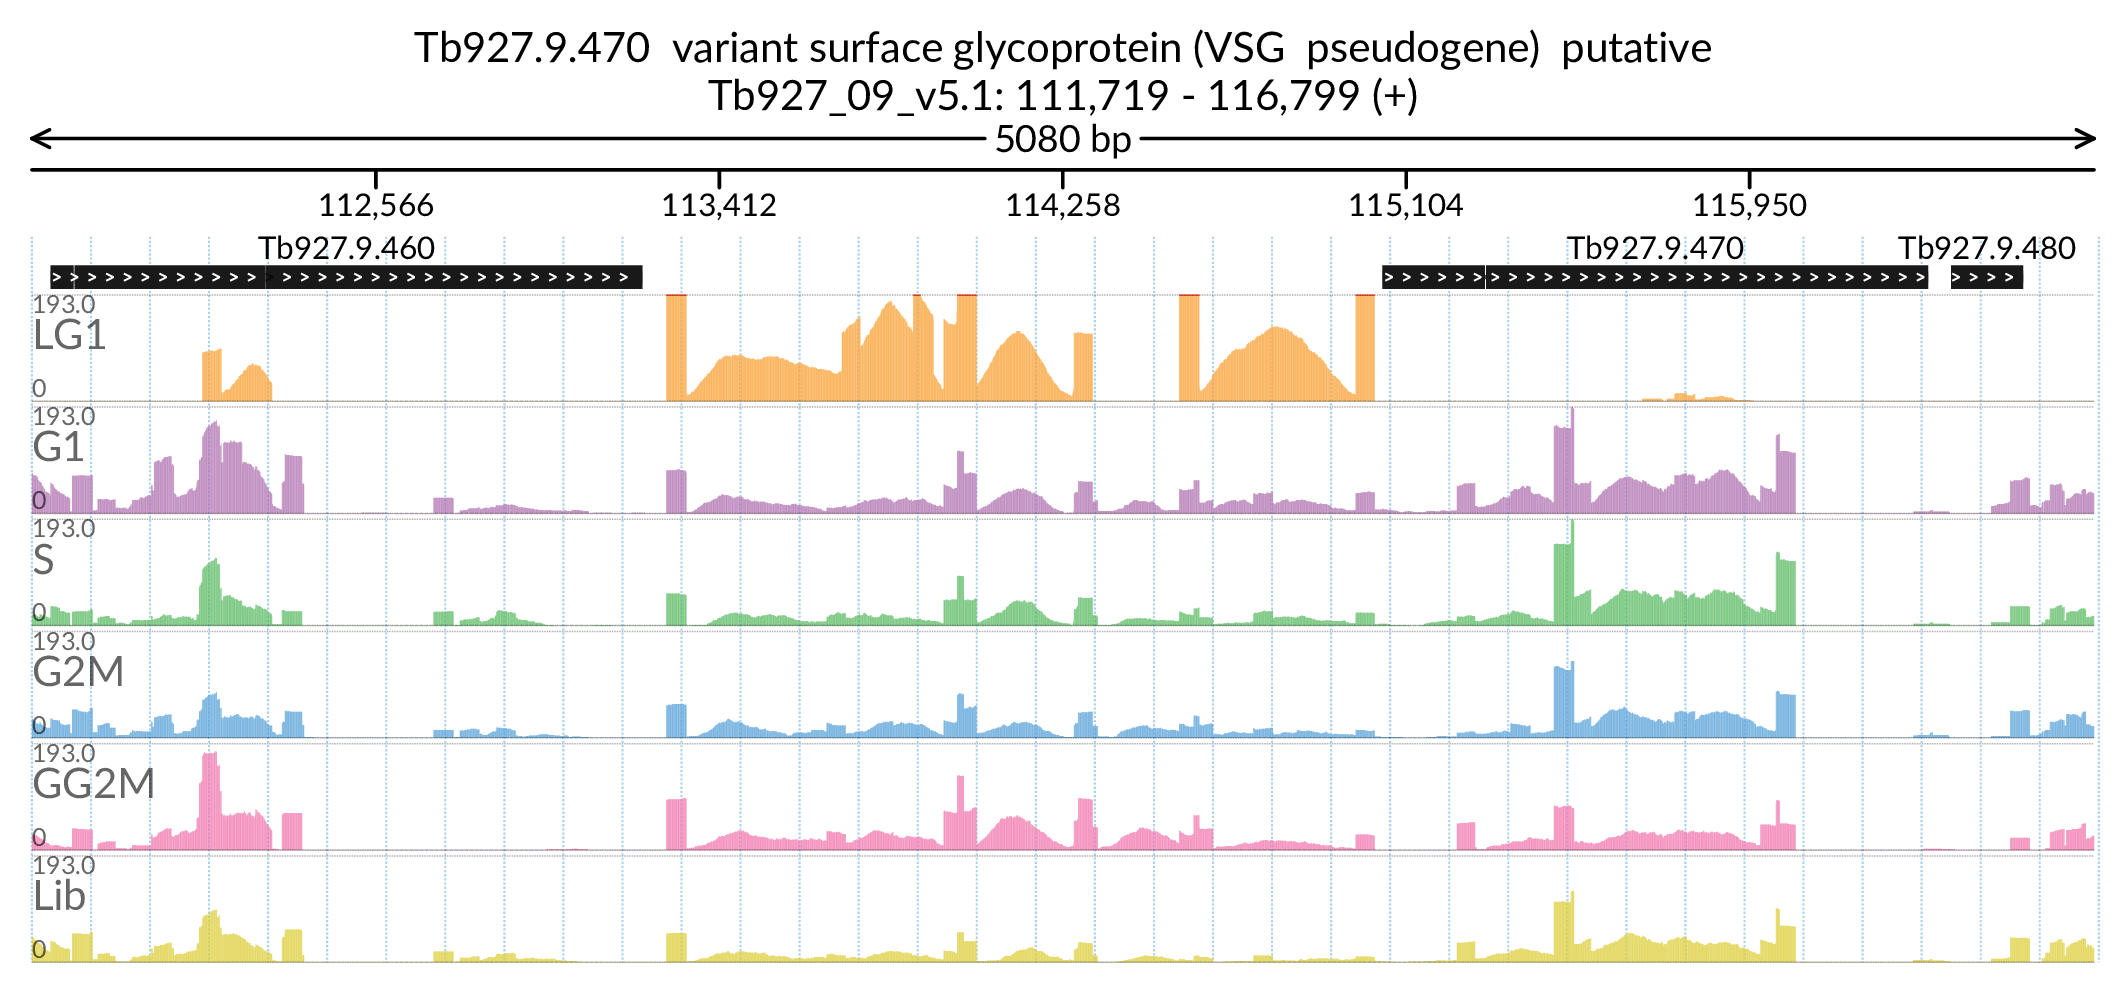 Tb927.9.470 variant surface glycoprotein (VSG pseudogene) putative
Tb927_09_v5.1: 111,719 - 116,799 (+)
5080 bp
112,566 113,412 114,258 115,104 115,950
Tb927.9.460 Tb927.9.470 Tb927.9.480
193.0
LG1
0
193.0
G1
0
193.0
S
0
193.0
G2M
0
193.0
GG2M
0
193.0
Lib
0